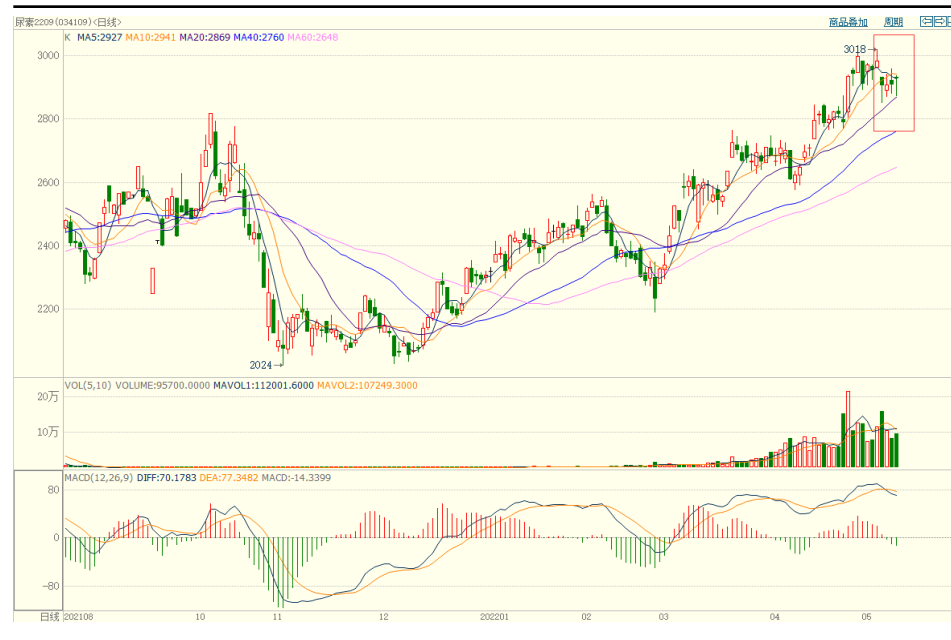 尿素2209(034109)<日线> 商品叠加 周期
K MA5:2927 MA10:2941 MA20:2869 MA40:2760 MA60:2648
3018→
3000
2800
2600
2400
2200
2024→
VOL(5,10) VOLUME:95700.0000 MAVOL1:112001.6000 MAVOL2:107249.3000
20万
10万
MACD(12,26,9) DIFF:70.1783 DEA:77.3482 MACD:-14.3399
80
0
-80
日线 202108 10 11 12 202201 02 03 04 05